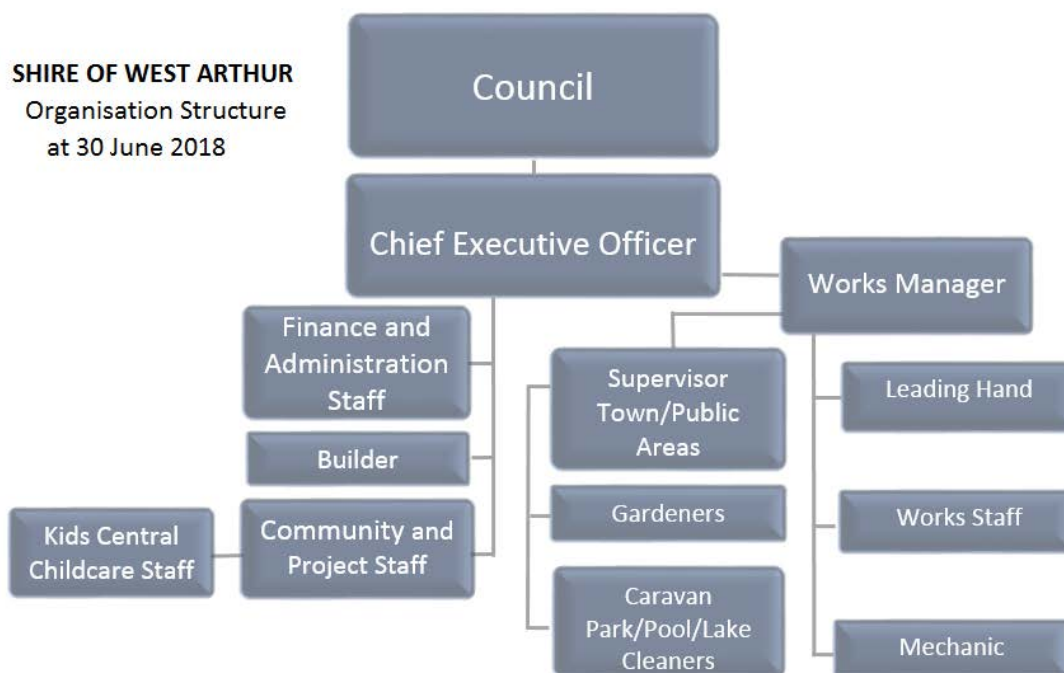 SHIRE OF WEST ARTHUR
Organisation Structure
at 30 June 2018
Council
Chief Executive Officer
Works Manager
Finance and
Administration
Staff
Builder
Community and
Project Staff
Kids Central
Childcare Staff
Supervisor
Town/Public
Areas
Gardeners
Caravan
Park/Pool/Lake
Cleaners
Leading Hand
Works Staff
Mechanic